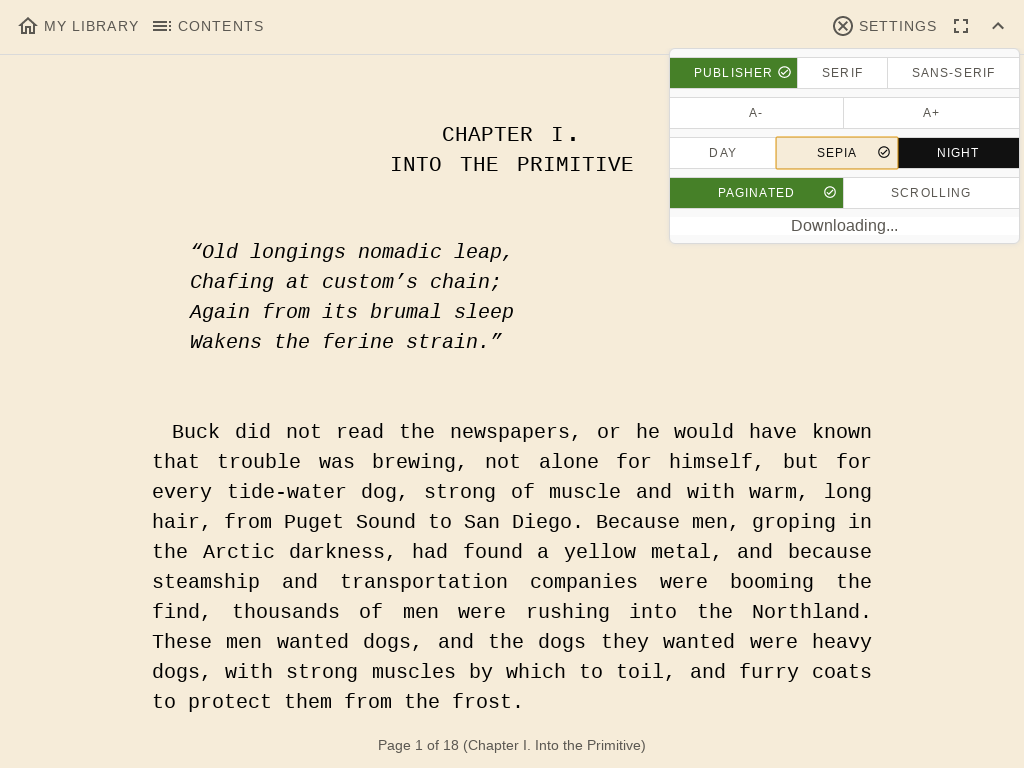 MY LIBRARY CONTENTS SETTINGS
PUBLISHER SERIF SANS-SERIF
A- A+
DAY SEPIA NIGHT
PAGINATED SCROLLING
Downloading...
CHAPTER I.
INTO THE PRIMITIVE
“Old longings nomadic leap,
Chafing at custom’s chain;
Again from its brumal sleep
Wakens the ferine strain.”
Buck did not read the newspapers, or he would have known
that trouble was brewing, not alone for himself, but for
every tide-water dog, strong of muscle and with warm, long
hair, from Puget Sound to San Diego. Because men, groping in
the Arctic darkness, had found a yellow metal, and because
steamship and transportation companies were booming the
find, thousands of men were rushing into the Northland.
These men wanted dogs, and the dogs they wanted were heavy
dogs, with strong muscles by which to toil, and furry coats
to protect them from the frost.
Page 1 of 18 (Chapter I. Into the Primitive)